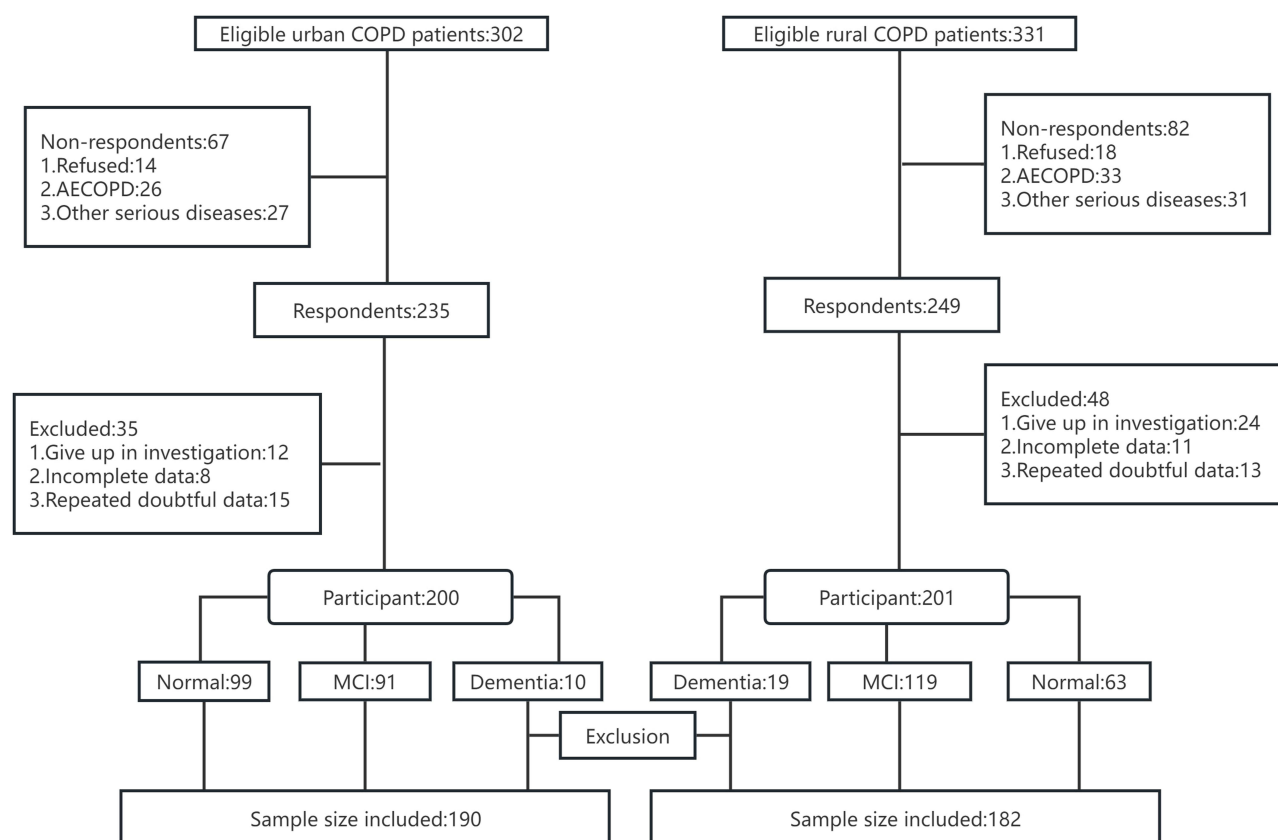 Eligible urban COPD patients:302
Eligible rural COPD patients:331
Non-respondents:67
1.Refused:14
2.AECOPD:26
3.Other serious diseases:27
Non-respondents:82
1.Refused:18
2.AECOPD:33
3.Other serious diseases:31
Respondents:235
Respondents:249
Excluded:35
1.Give up in investigation:12
2.Incomplete data:8
3.Repeated doubtful data:15
Excluded:48
1.Give up in investigation:24
2.Incomplete data:11
3.Repeated doubtful data:13
Participant:200
Participant:201
Normal:99
MCI:91
Dementia:10
Dementia:19
MCI:119
Normal:63
Exclusion
Sample size included:190
Sample size included:182